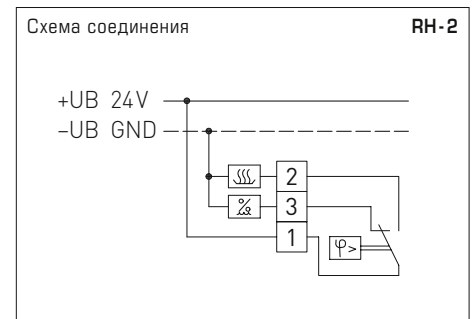 Схема соединения RH-2
+UB 24V
–UB GND
2
3
1
φ>